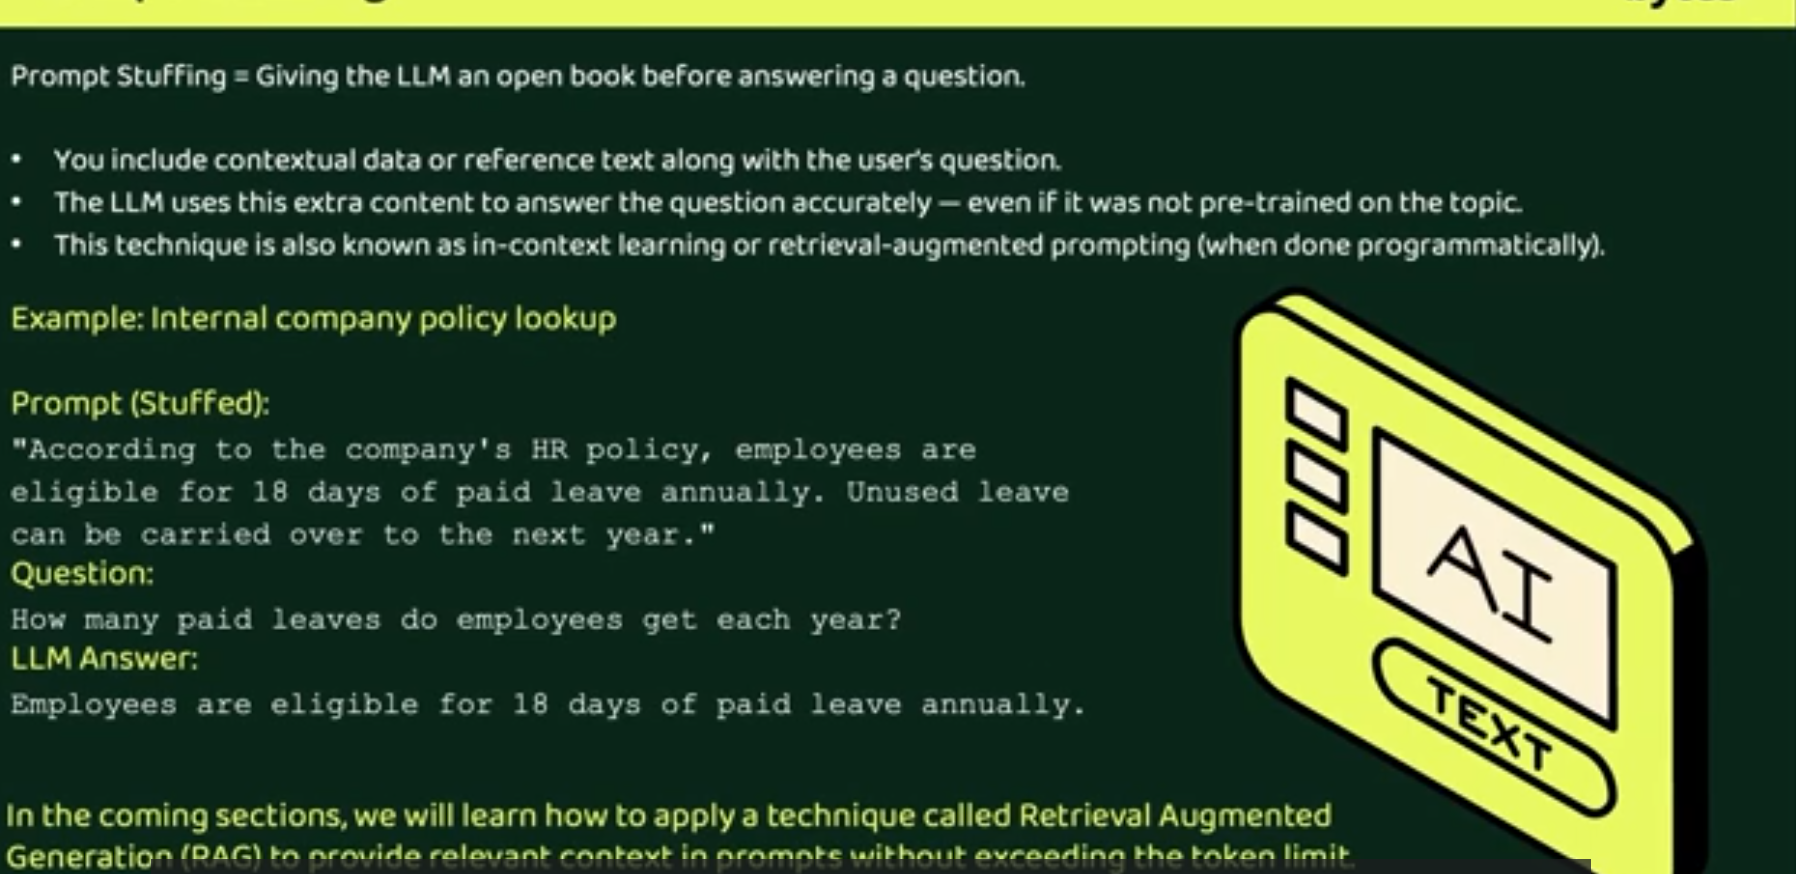 Prompt Stuffing = Giving the LLM an open book before answering a question.
• You include contextual data or reference text along with the user's question.
• The LLM uses this extra content to answer the question accurately – even if it was not pre-trained on the topic.
• This technique is also known as in-context learning or retrieval-augmented prompting (when done programmatically).
Example: Internal company policy lookup
Prompt (Stuffed):
"According to the company's HR policy, employees are
eligible for 18 days of paid leave annually. Unused leave
can be carried over to the next year."
Question:
How many paid leaves do employees get each year?
LLM Answer:
Employees are eligible for 18 days of paid leave annually.
AI
TEXT
In the coming sections, we will learn how to apply a technique called Retrieval Augmented
Generation (RAG) to provide relevant context in prompts without exceeding the token limit.